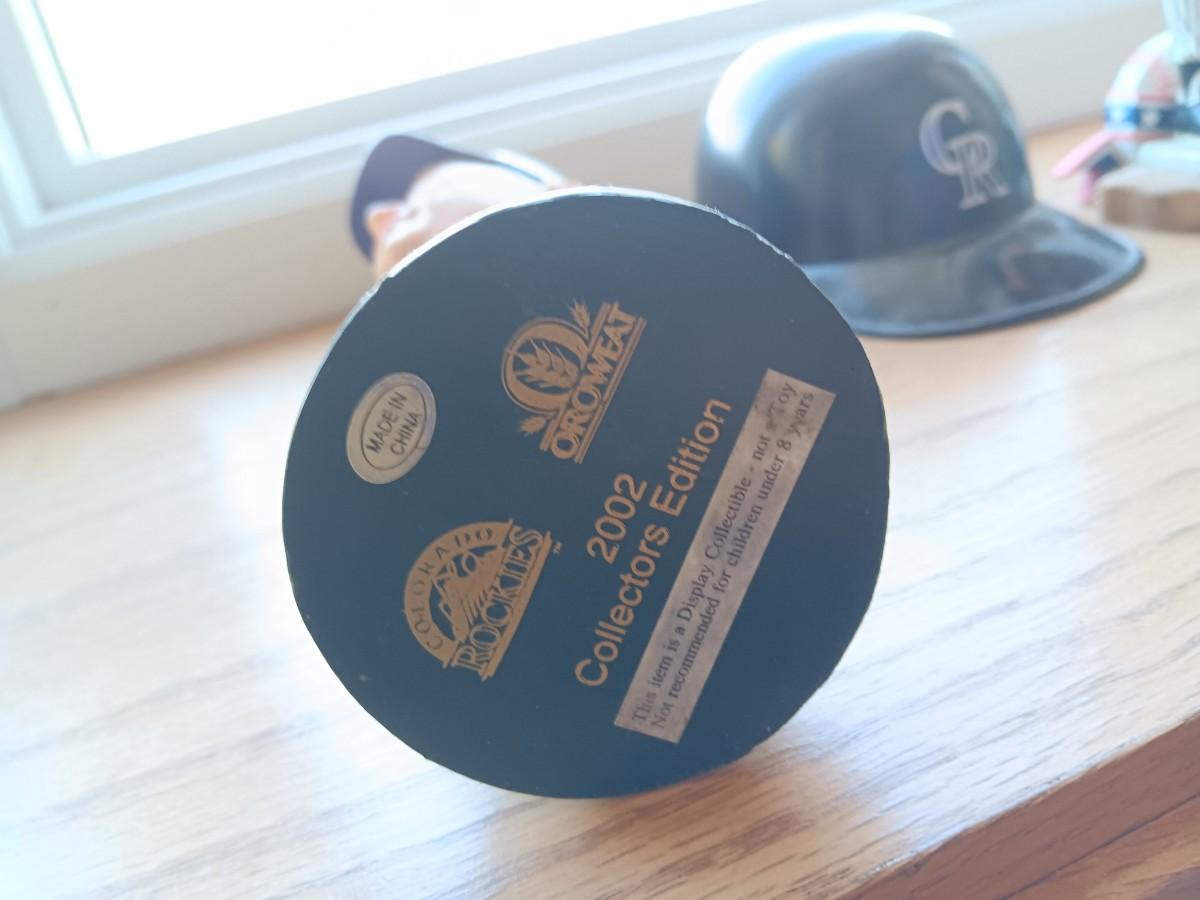 OROWEAT
MADE IN
CHINA
COLORADO
ROCKIES™
2002
Collectors Edition
This item is a Display Collectible - not a Toy
Not recommended for children under 8 years
CR